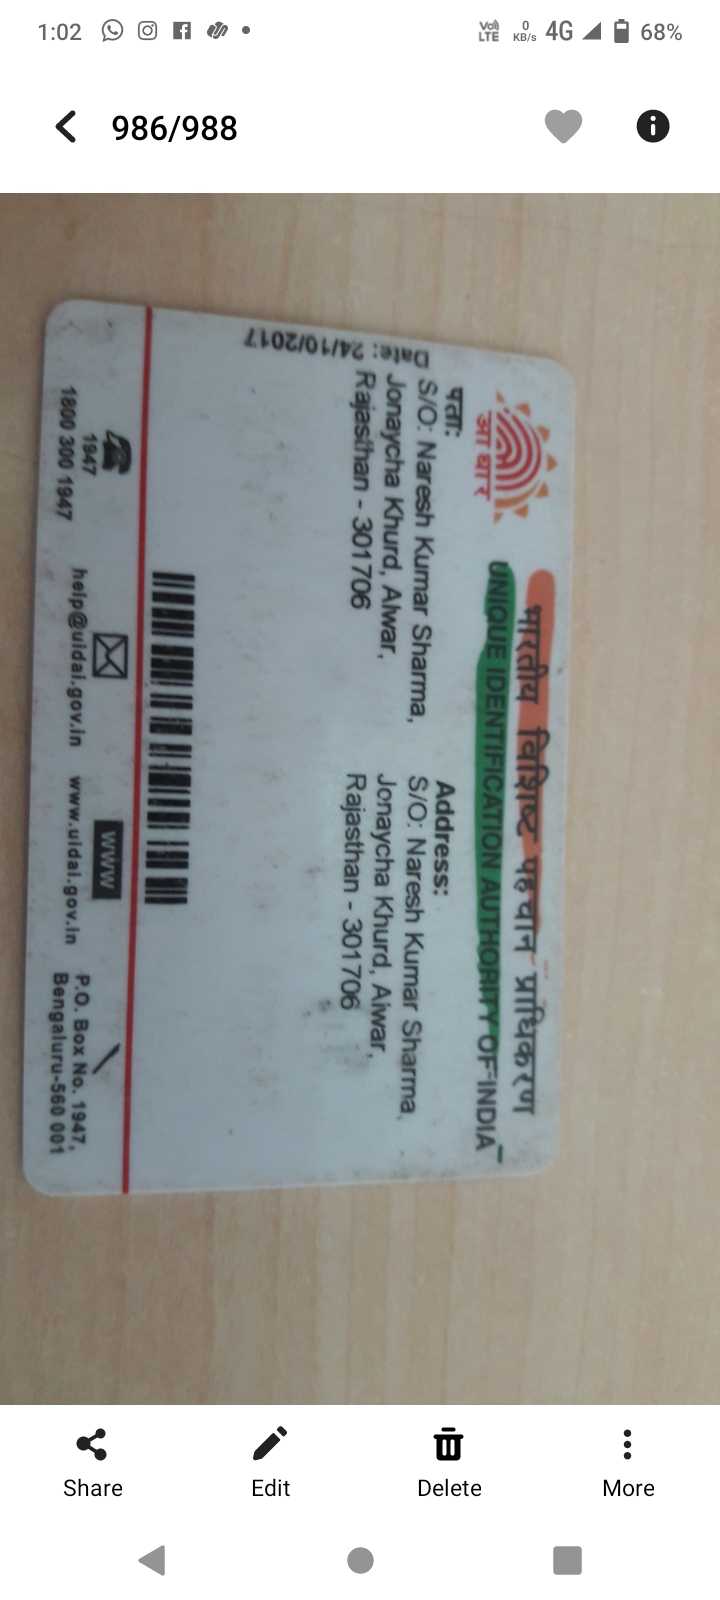 1:02
Vo) LTE 0 KB/s 4G 68%
986/988
भारतीय विशिष्ट पहचान प्राधिकरण
UNIQUE IDENTIFICATION AUTHORITY OF INDIA
आधार
Date: 24/10/2017
पता:
S/O: Naresh Kumar Sharma,
Jonaycha Khurd, Alwar,
Rajasthan - 301706
Address:
S/O: Naresh Kumar Sharma,
Jonaycha Khurd, Alwar,
Rajasthan - 301706
1947
1800 300 1947
help@uidai.gov.in
www
www.uidai.gov.in
P.O. Box No. 1947,
Bengaluru-560 001
Share
Edit
Delete
More